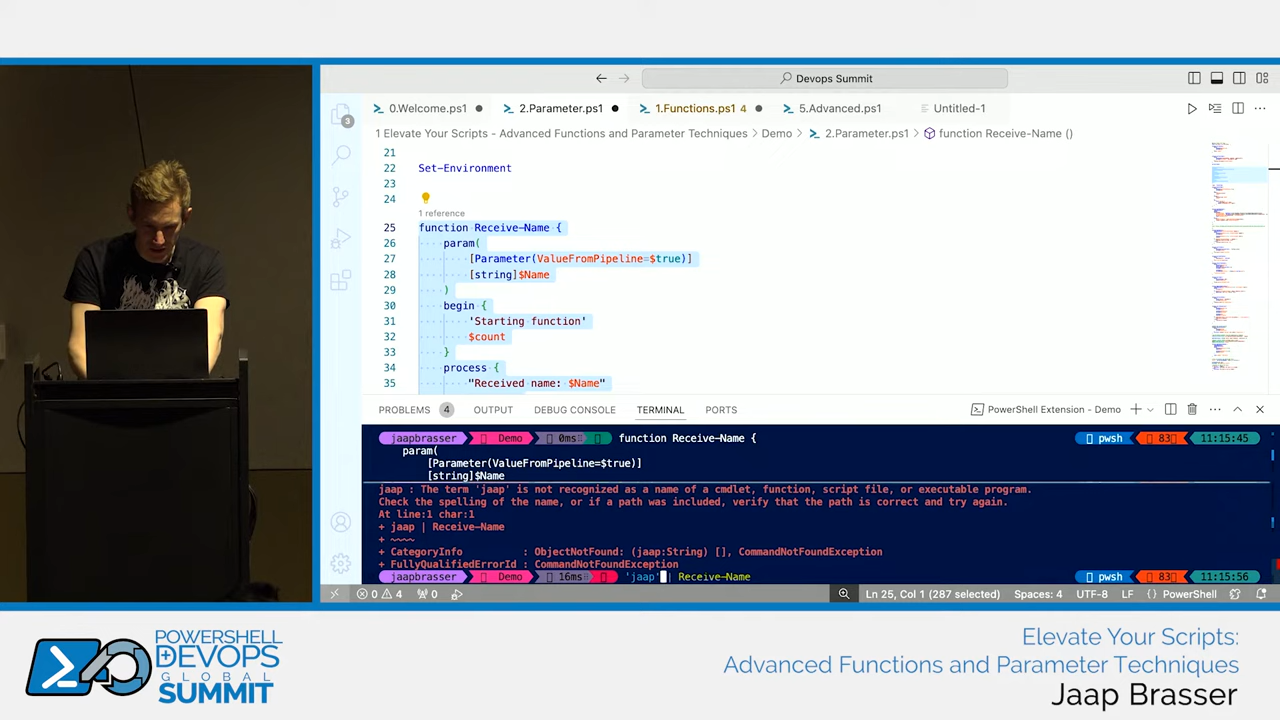 Devops Summit
0.Welcome.ps1
2.Parameter.ps1
1.Functions.ps1 4
5.Advanced.ps1
Untitled-1
1 Elevate Your Scripts - Advanced Functions and Parameter Techniques > Demo > 2.Parameter.ps1 > function Receive-Name ()
21
22 Set-Environment
23
24
1 reference
25 function Receive-Name {
26 param(
27 [Parameter(ValueFromPipeline=$true)]
28 [string]$Name
29 )
30 begin {
31 'Starting function'
32 $count
33 }
34 process {
35 "Received name: $Name"
3
PROBLEMS 4 OUTPUT DEBUG CONSOLE TERMINAL PORTS
PowerShell Extension - Demo
jaapbrasser Demo 0ms function Receive-Name { pwsh 83 11:15:45
param(
[Parameter(ValueFromPipeline=$true)]
[string]$Name
jaap : The term 'jaap' is not recognized as a name of a cmdlet, function, script file, or executable program.
Check the spelling of the name, or if a path was included, verify that the path is correct and try again.
At line:1 char:1
+ jaap | Receive-Name
+ ~~~~
+ CategoryInfo : ObjectNotFound: (jaap:String) [], CommandNotFoundException
+ FullyQualifiedErrorId : CommandNotFoundException
jaapbrasser Demo 16ms 'jaap'| Receive-Name pwsh 83 11:15:56
0 4 0 Ln 25, Col 1 (287 selected) Spaces: 4 UTF-8 LF { } PowerShell
POWERSHELL
DEVOPS
GLOBAL
SUMMIT
Elevate Your Scripts:
Advanced Functions and Parameter Techniques
Jaap Brasser